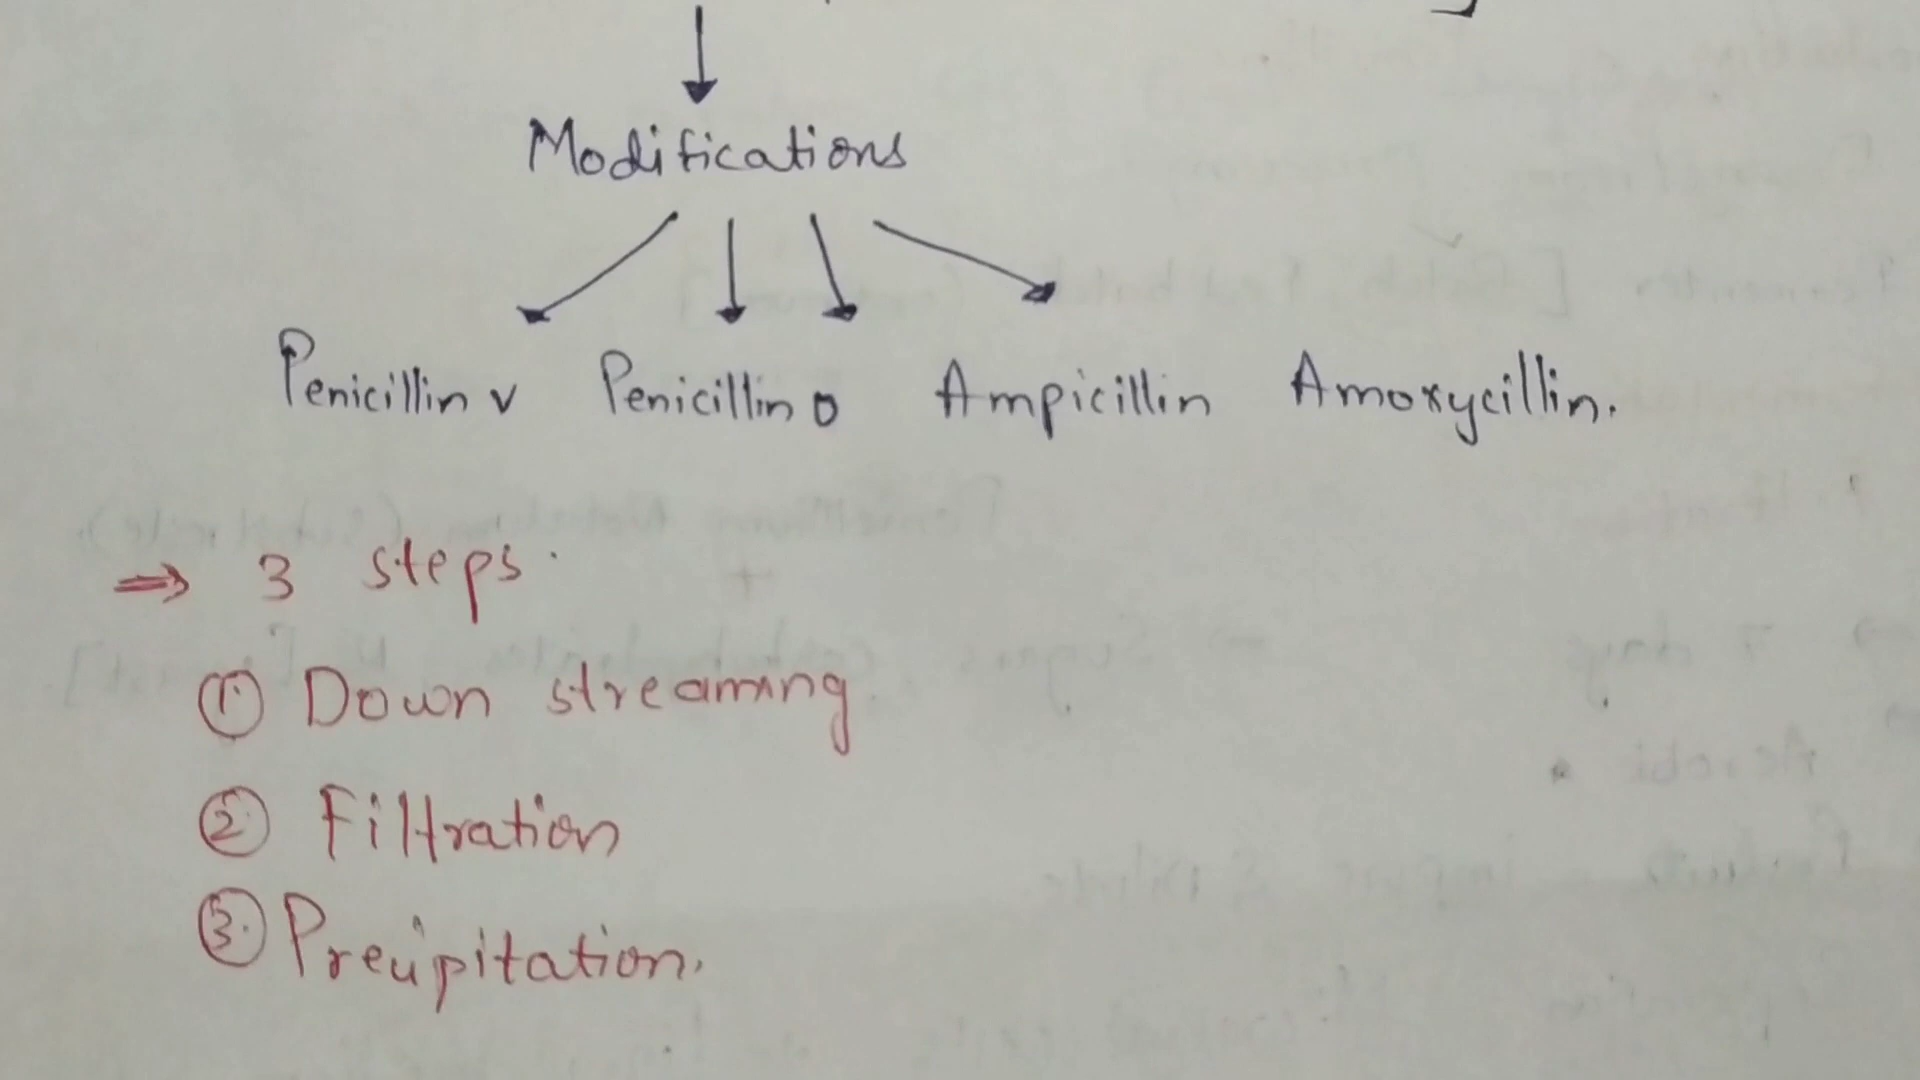 Modifications
Penicillin v Penicillin O Ampicillin Amoxycillin.
⇒ 3 steps.
① Down streaming
② Filtration
③ Precipitation.